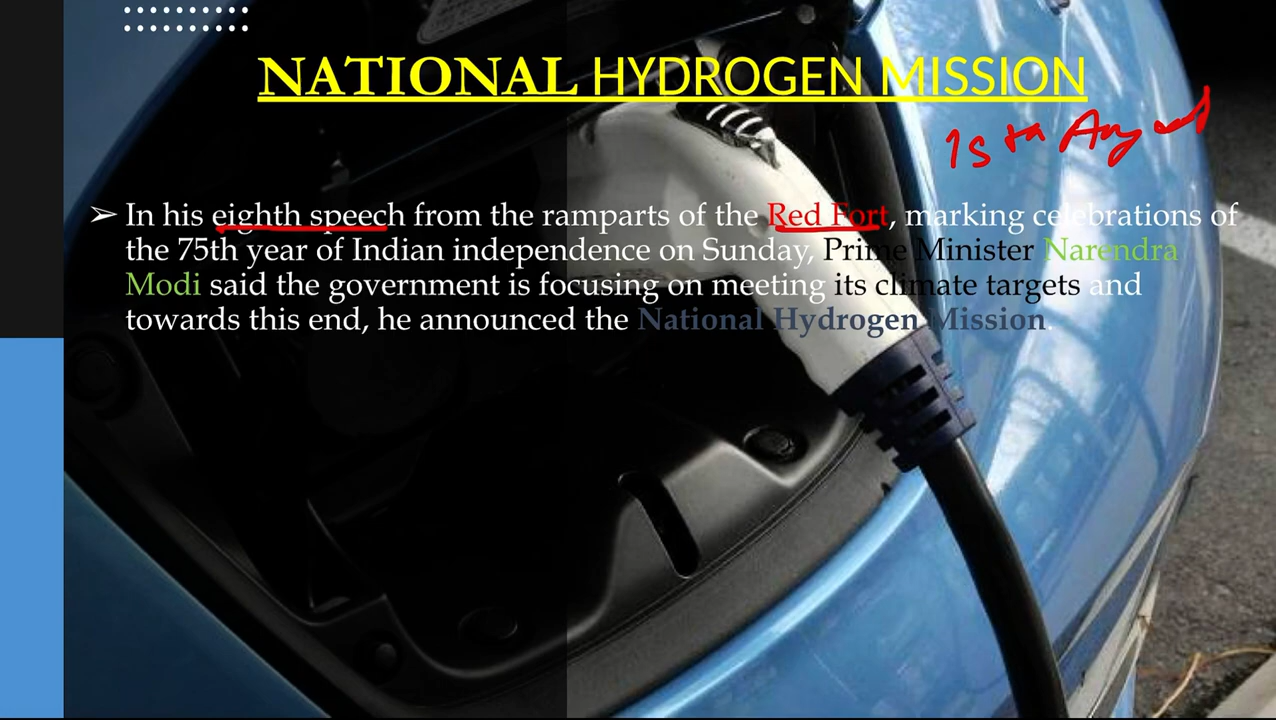 NATIONAL HYDROGEN MISSION
15th August
➢ In his eighth speech from the ramparts of the Red Fort, marking celebrations of
the 75th year of Indian independence on Sunday, Prime Minister Narendra
Modi said the government is focusing on meeting its climate targets and
towards this end, he announced the National Hydrogen Mission.